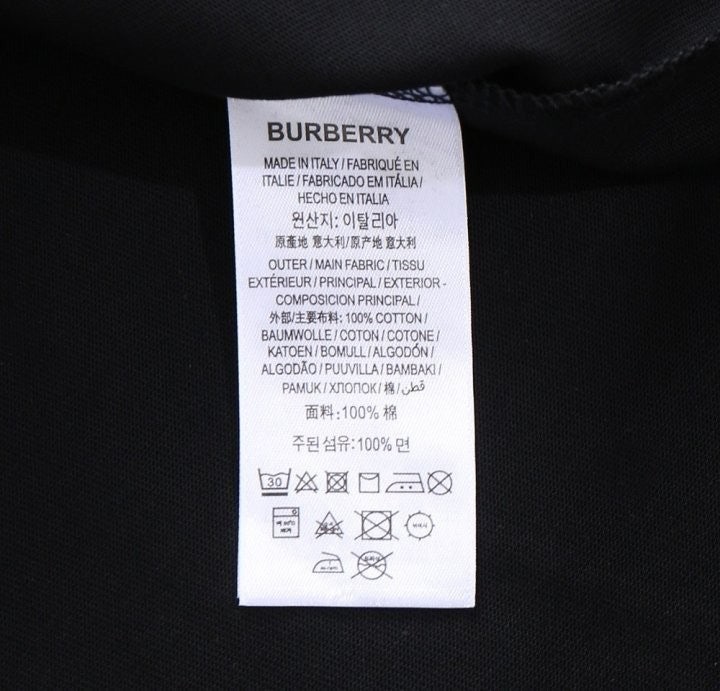 BURBERRY
MADE IN ITALY / FABRIQUÉ EN
ITALIE / FABRICADO EM ITÁLIA /
HECHO EN ITALIA
원산지: 이탈리아
原產地 意大利/原产地 意大利
OUTER / MAIN FABRIC / TISSU
EXTÉRIEUR / PRINCIPAL / EXTERIOR -
COMPOSICION PRINCIPAL /
外部/主要布料: 100% COTTON /
BAUMWOLLE / COTON / COTONE /
KATOEN / BOMULL / ALGODÓN /
ALGODÃO / PUUVILLA / BAMBAKI /
PAMUK / ХЛОПОК / 棉 / قطن
面料:100% 棉
주된 섬유:100% 면
30